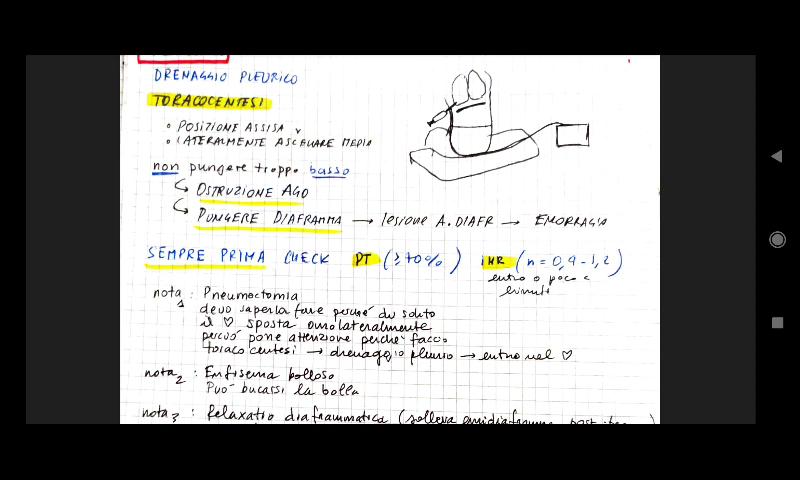 DRENAGGIO PLEURICO
TORACOCENTESI
◦ POSIZIONE ASSISA
◦ LATERALMENTE ASCELLARE MEDIA
non pungere troppo basso
↳ OSTRUZIONE AGO
↳ PUNGERE DIAFRAMMA → lesione A. DIAFR → EMORRAGIA
SEMPRE PRIMA CHECK PT (≥70%) INR (n = 0,9 - 1,2)
entro o poco
nota 1 : Pneumectomia
devo saperla fare perché di solito
il ♡ sposta omolateralmente
perciò porre attenzione perché faccio
toracocentesi → drenaggio → entro nel ♡
nota 2 : Enfisema bolloso
Può bucarsi la bolla
nota 3 : Relaxatio diaframmatica (solleva emidiaframma